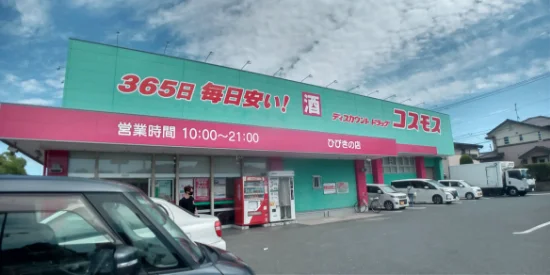 365日 毎日安い!
酒
ディスカウント ドラッグ コスモス
営業時間 10:00～21:00
ひびきの店